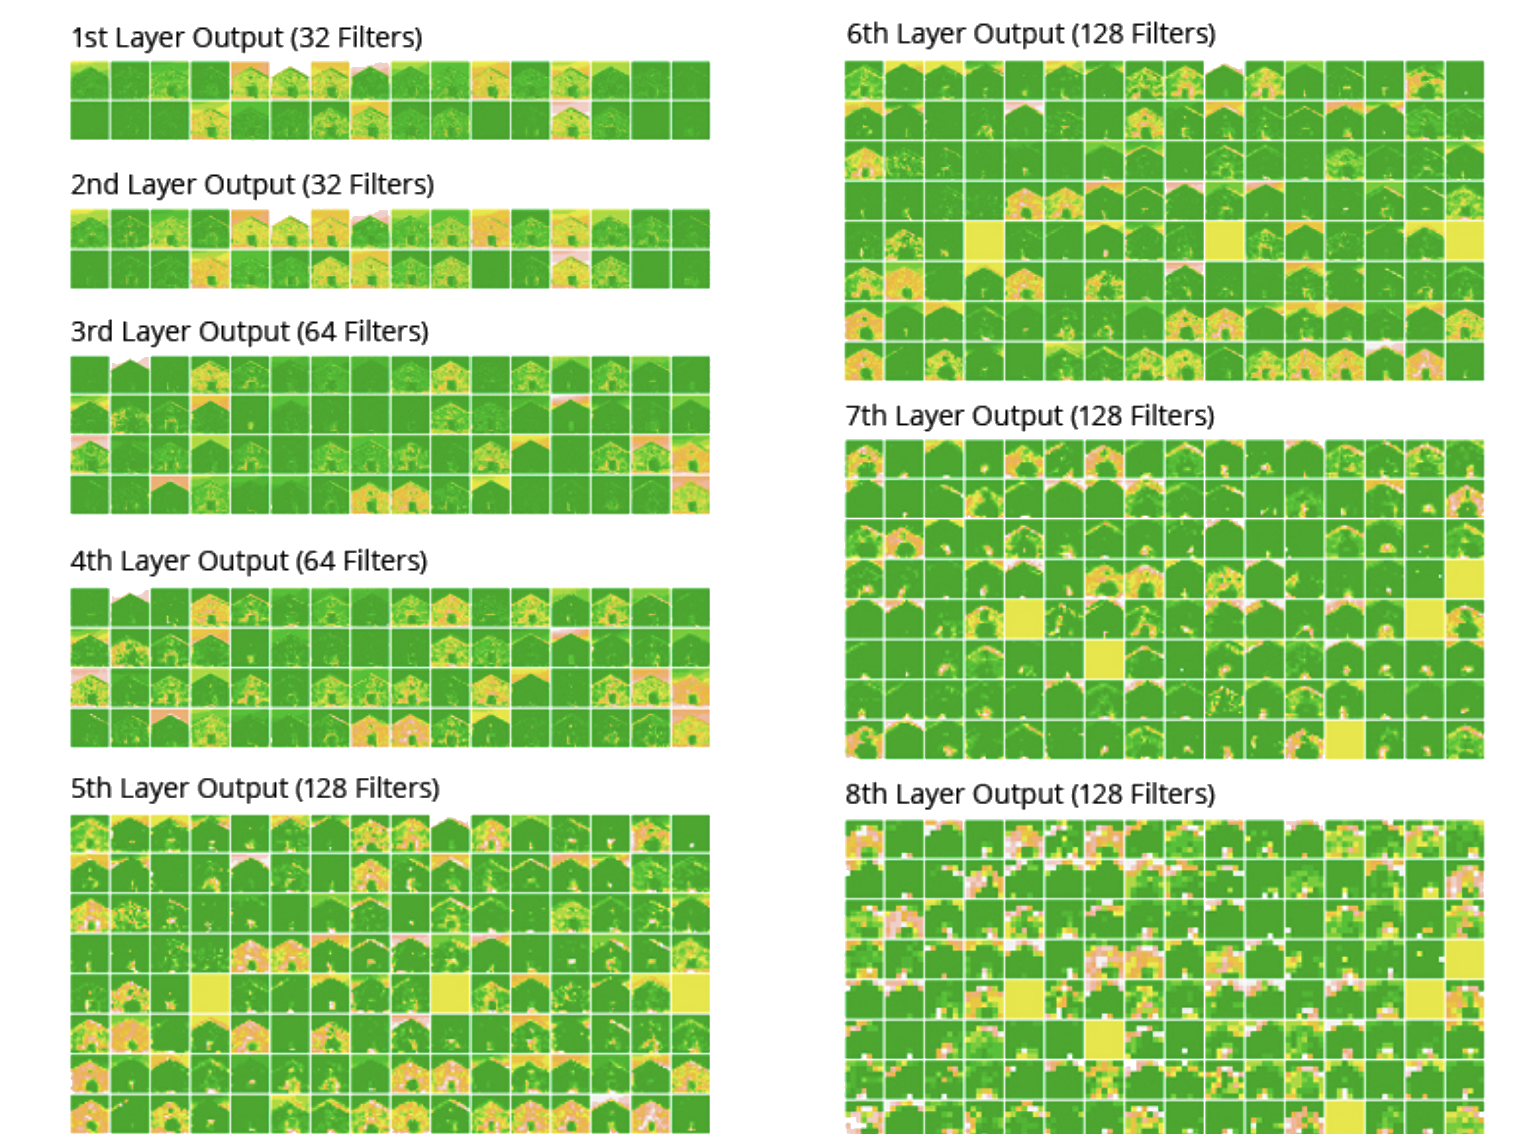 1st Layer Output (32 Filters)
2nd Layer Output (32 Filters)
3rd Layer Output (64 Filters)
4th Layer Output (64 Filters)
5th Layer Output (128 Filters)
6th Layer Output (128 Filters)
7th Layer Output (128 Filters)
8th Layer Output (128 Filters)